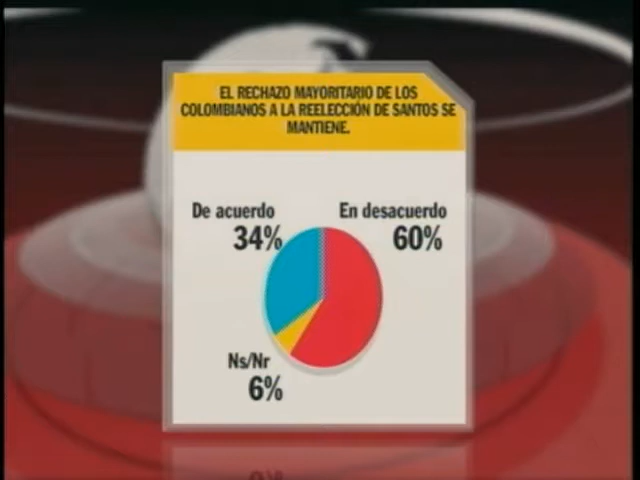 EL RECHAZO MAYORITARIO DE LOS
COLOMBIANOS A LA REELECCIÓN DE SANTOS SE
MANTIENE.
De acuerdo
34%
En desacuerdo
60%
Ns/Nr
6%